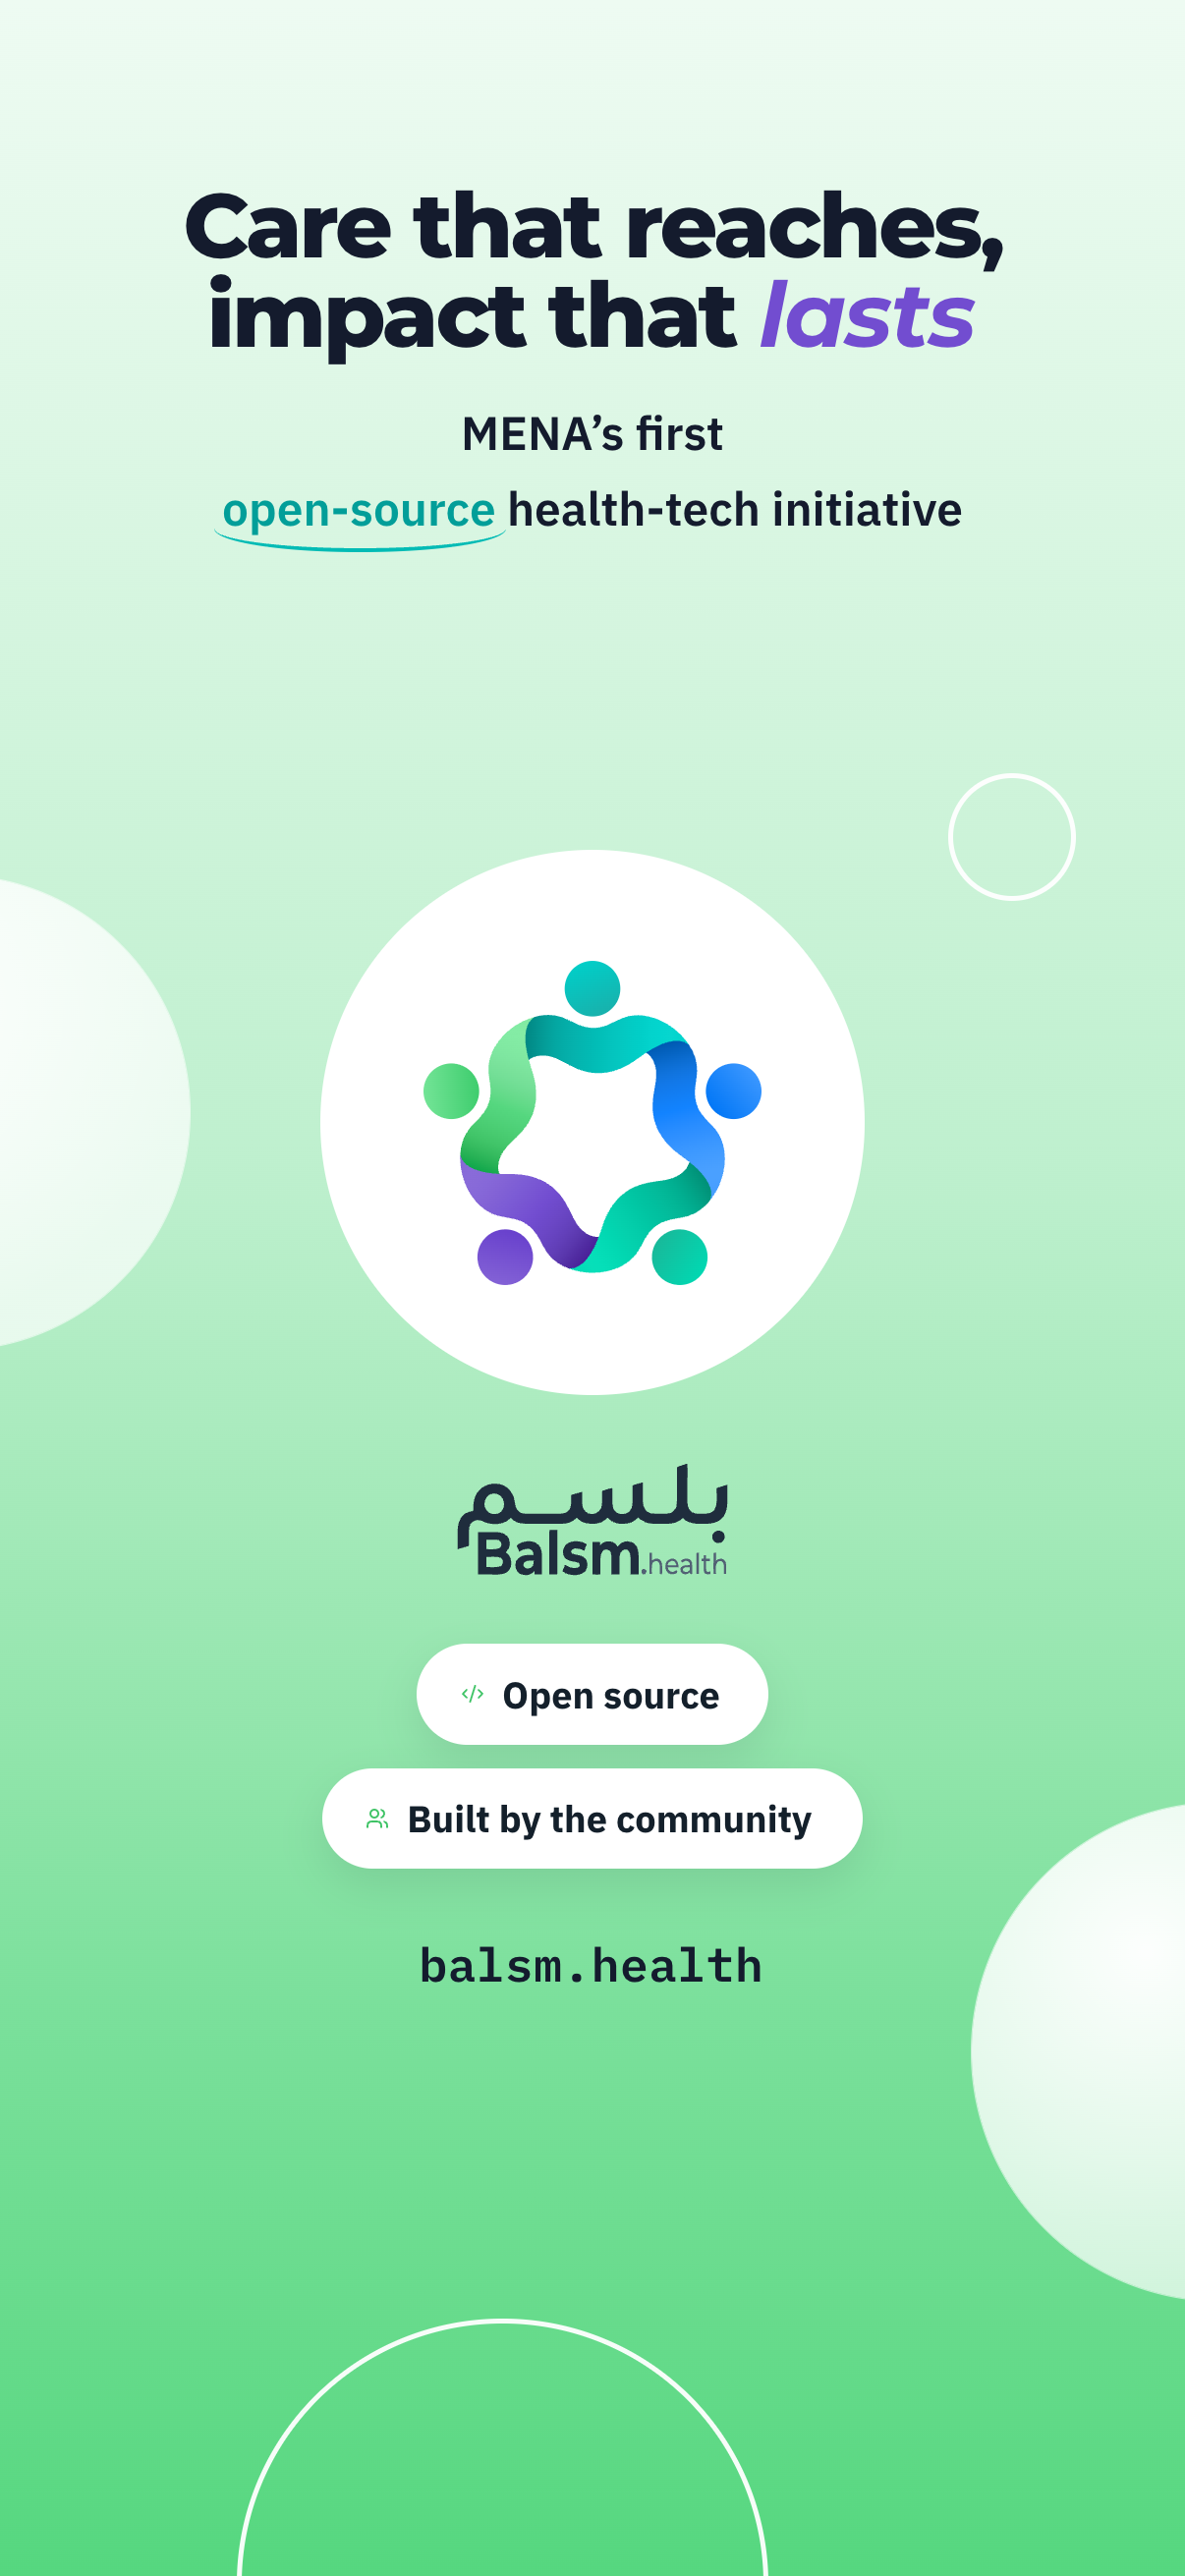 Care that reaches,
impact that lasts
MENA’s first
open-source health-tech initiative
بلسم
Balsm.health
Open source
Built by the community
balsm.health